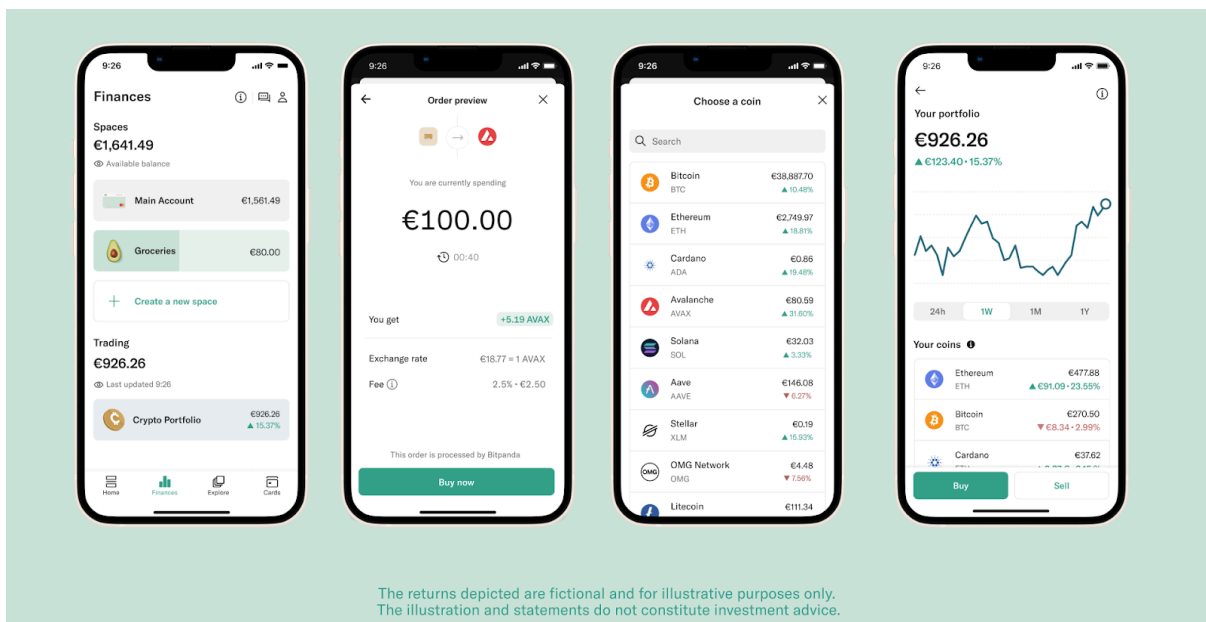 9:26
Finances
Spaces
€1,641.49
Available balance
Main Account €1,561.49
Groceries €80.00
Create a new space
Trading
€926.26
Last updated 9:26
Crypto Portfolio €926.26
15.37%
Home Finances Explore Cards
9:26
Order preview
You are currently spending
€100.00
00:40
You get +5.19 AVAX
Exchange rate €18.77 = 1 AVAX
Fee 2.5% • €2.50
This order is processed by Bitpanda
Buy now
9:26
Choose a coin
Search
Bitcoin €38,887.70
BTC 10.48%
Ethereum €2,749.97
ETH 18.81%
Cardano €0.86
ADA 19.48%
Avalanche €80.59
AVAX 31.60%
Solana €32.03
SOL 3.33%
Aave €146.08
AAVE 6.27%
Stellar €0.19
XLM 15.93%
OMG
OMG Network €4.48
OMG 7.56%
Litecoin €111.34
9:26
Your portfolio
€926.26
€123.40 • 15.37%
24h 1W 1M 1Y
Your coins
Ethereum €477.88
ETH €91.09 • 23.55%
Bitcoin €270.50
BTC €8.34 • 2.99%
Cardano €37.62
Buy Sell
The returns depicted are fictional and for illustrative purposes only.
The illustration and statements do not constitute investment advice.